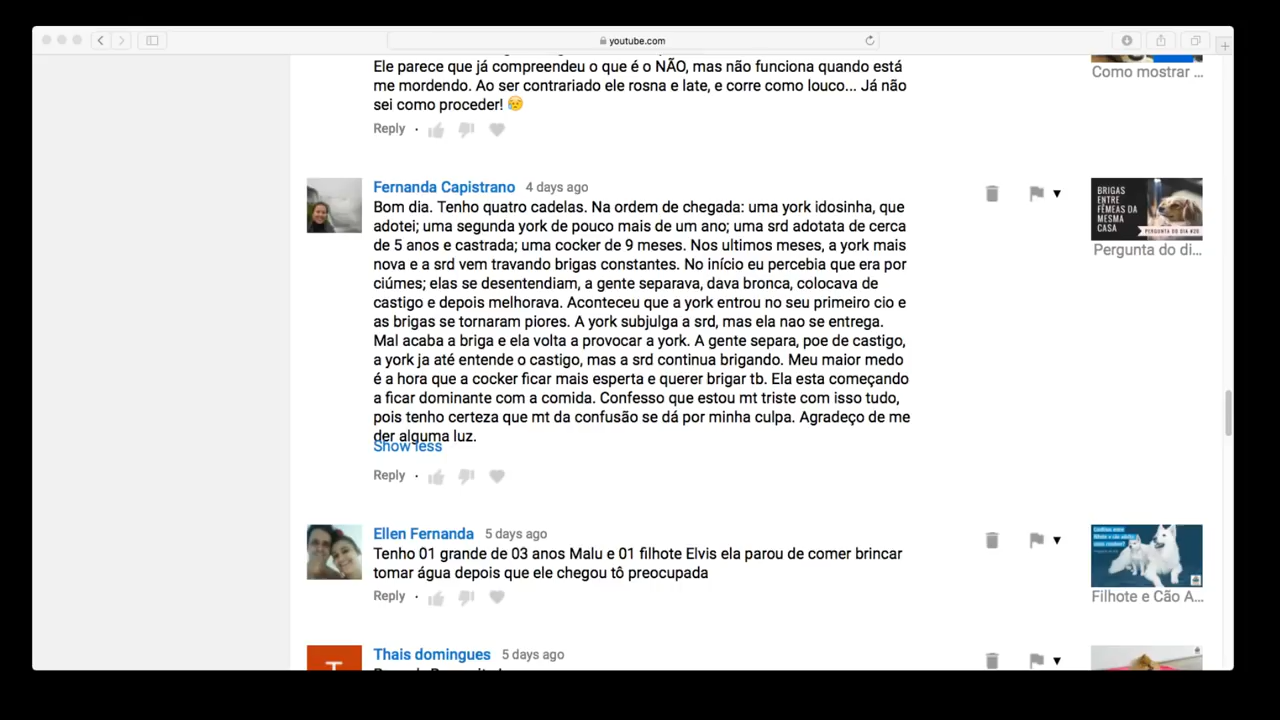 youtube.com
Ele parece que já compreendeu o que é o NÃO, mas não funciona quando está
me mordendo. Ao ser contrariado ele rosna e late, e corre como louco... Já não
sei como proceder! 😥
Como mostrar ...
Reply ·
Fernanda Capistrano 4 days ago
Bom dia. Tenho quatro cadelas. Na ordem de chegada: uma york idosinha, que
adotei; uma segunda york de pouco mais de um ano; uma srd adotata de cerca
de 5 anos e castrada; uma cocker de 9 meses. Nos ultimos meses, a york mais
nova e a srd vem travando brigas constantes. No início eu percebia que era por
ciúmes; elas se desentendiam, a gente separava, dava bronca, colocava de
castigo e depois melhorava. Aconteceu que a york entrou no seu primeiro cio e
as brigas se tornaram piores. A york subjulga a srd, mas ela nao se entrega.
Mal acaba a briga e ela volta a provocar a york. A gente separa, poe de castigo,
a york ja até entende o castigo, mas a srd continua brigando. Meu maior medo
é a hora que a cocker ficar mais esperta e querer brigar tb. Ela esta começando
a ficar dominante com a comida. Confesso que estou mt triste com isso tudo,
pois tenho certeza que mt da confusão se dá por minha culpa. Agradeço de me
der alguma luz.
Show less
Reply ·
BRIGAS
ENTRE
FÊMEAS DA
MESMA
CASA
PERGUNTA DO DIA #20
Pergunta do di...
Ellen Fernanda 5 days ago
Tenho 01 grande de 03 anos Malu e 01 filhote Elvis ela parou de comer brincar
tomar água depois que ele chegou tô preocupada
Reply ·
Filhote e Cão A...
Thais domingues 5 days ago
T